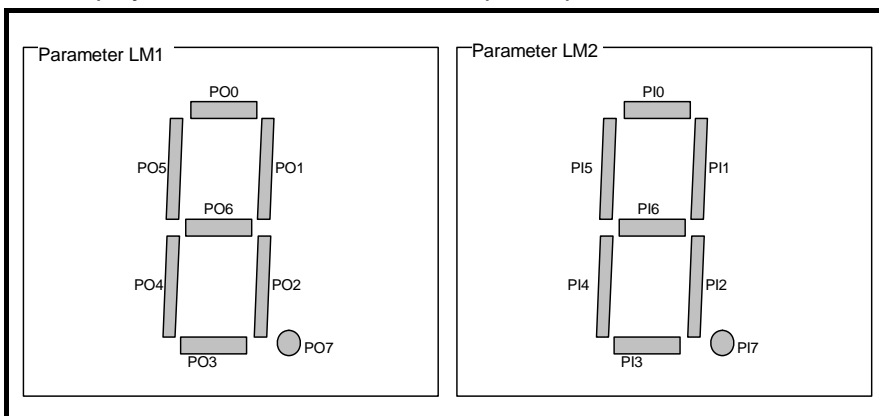 Parameter LM1
PO0
PO5
PO1
PO6
PO4
PO2
PO7
PO3
Parameter LM2
PI0
PI5
PI1
PI6
PI4
PI2
PI7
PI3